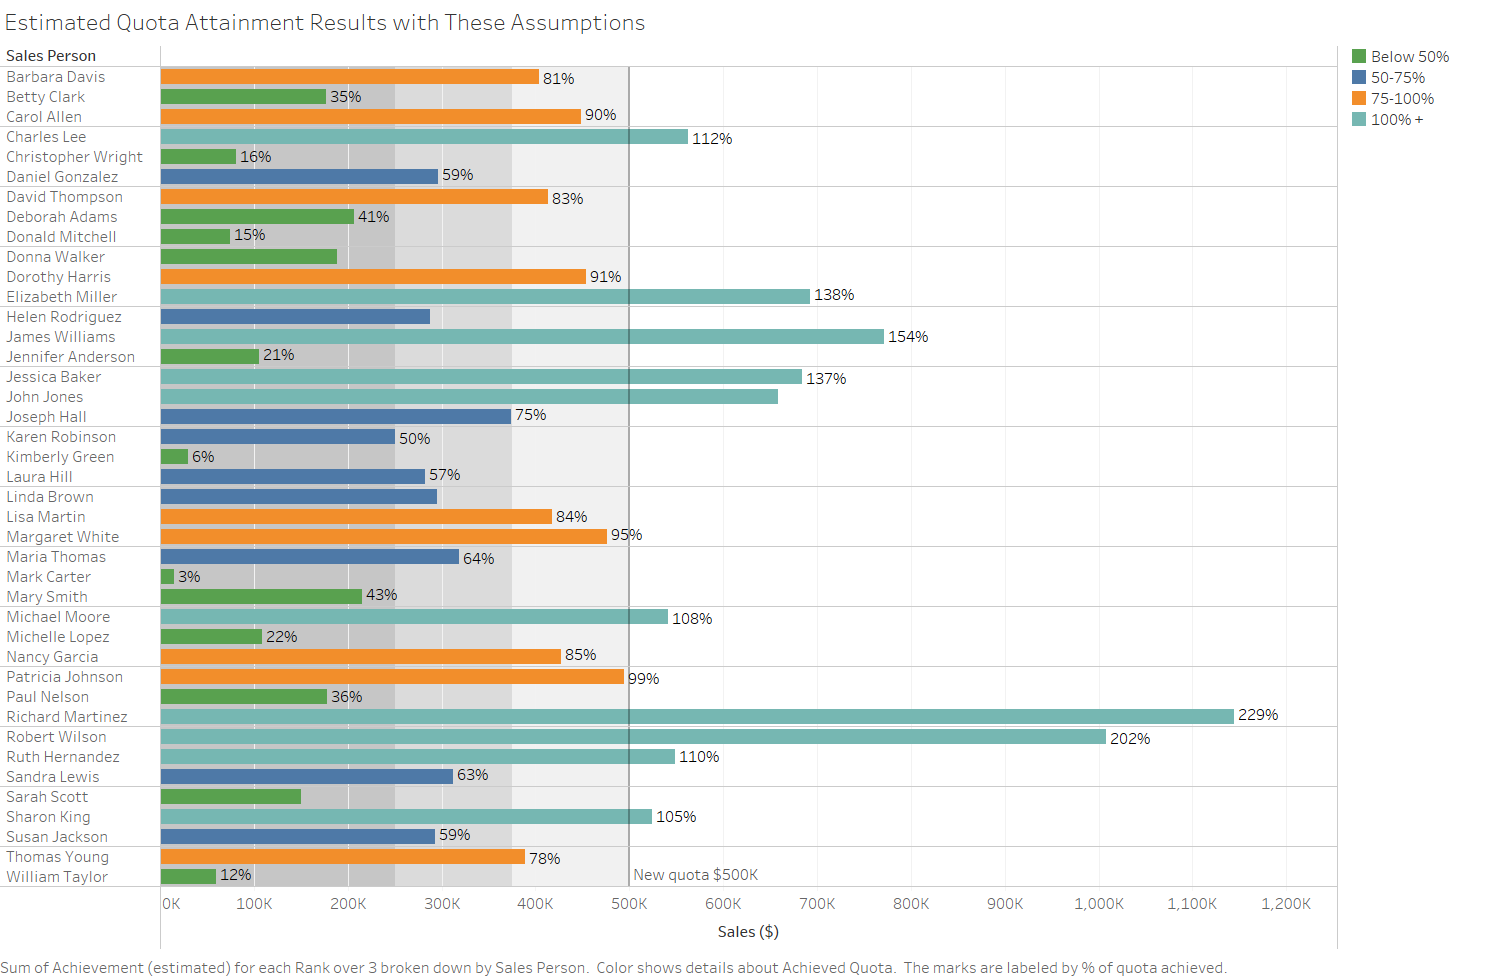 Estimated Quota Attainment Results with These Assumptions
Sales Person
Below 50%
50-75%
75-100%
100% +
Barbara Davis 81%
Betty Clark 35%
Carol Allen 90%
Charles Lee 112%
Christopher Wright 16%
Daniel Gonzalez 59%
David Thompson 83%
Deborah Adams 41%
Donald Mitchell 15%
Donna Walker
Dorothy Harris 91%
Elizabeth Miller 138%
Helen Rodriguez
James Williams 154%
Jennifer Anderson 21%
Jessica Baker 137%
John Jones
Joseph Hall 75%
Karen Robinson 50%
Kimberly Green 6%
Laura Hill 57%
Linda Brown
Lisa Martin 84%
Margaret White 95%
Maria Thomas 64%
Mark Carter 3%
Mary Smith 43%
Michael Moore 108%
Michelle Lopez 22%
Nancy Garcia 85%
Patricia Johnson 99%
Paul Nelson 36%
Richard Martinez 229%
Robert Wilson 202%
Ruth Hernandez 110%
Sandra Lewis 63%
Sarah Scott
Sharon King 105%
Susan Jackson 59%
Thomas Young 78%
William Taylor 12% New quota $500K
0K 100K 200K 300K 400K 500K 600K 700K 800K 900K 1,000K 1,100K 1,200K
Sales ($)
Sum of Achievement (estimated) for each Rank over 3 broken down by Sales Person. Color shows details about Achieved Quota. The marks are labeled by % of quota achieved.